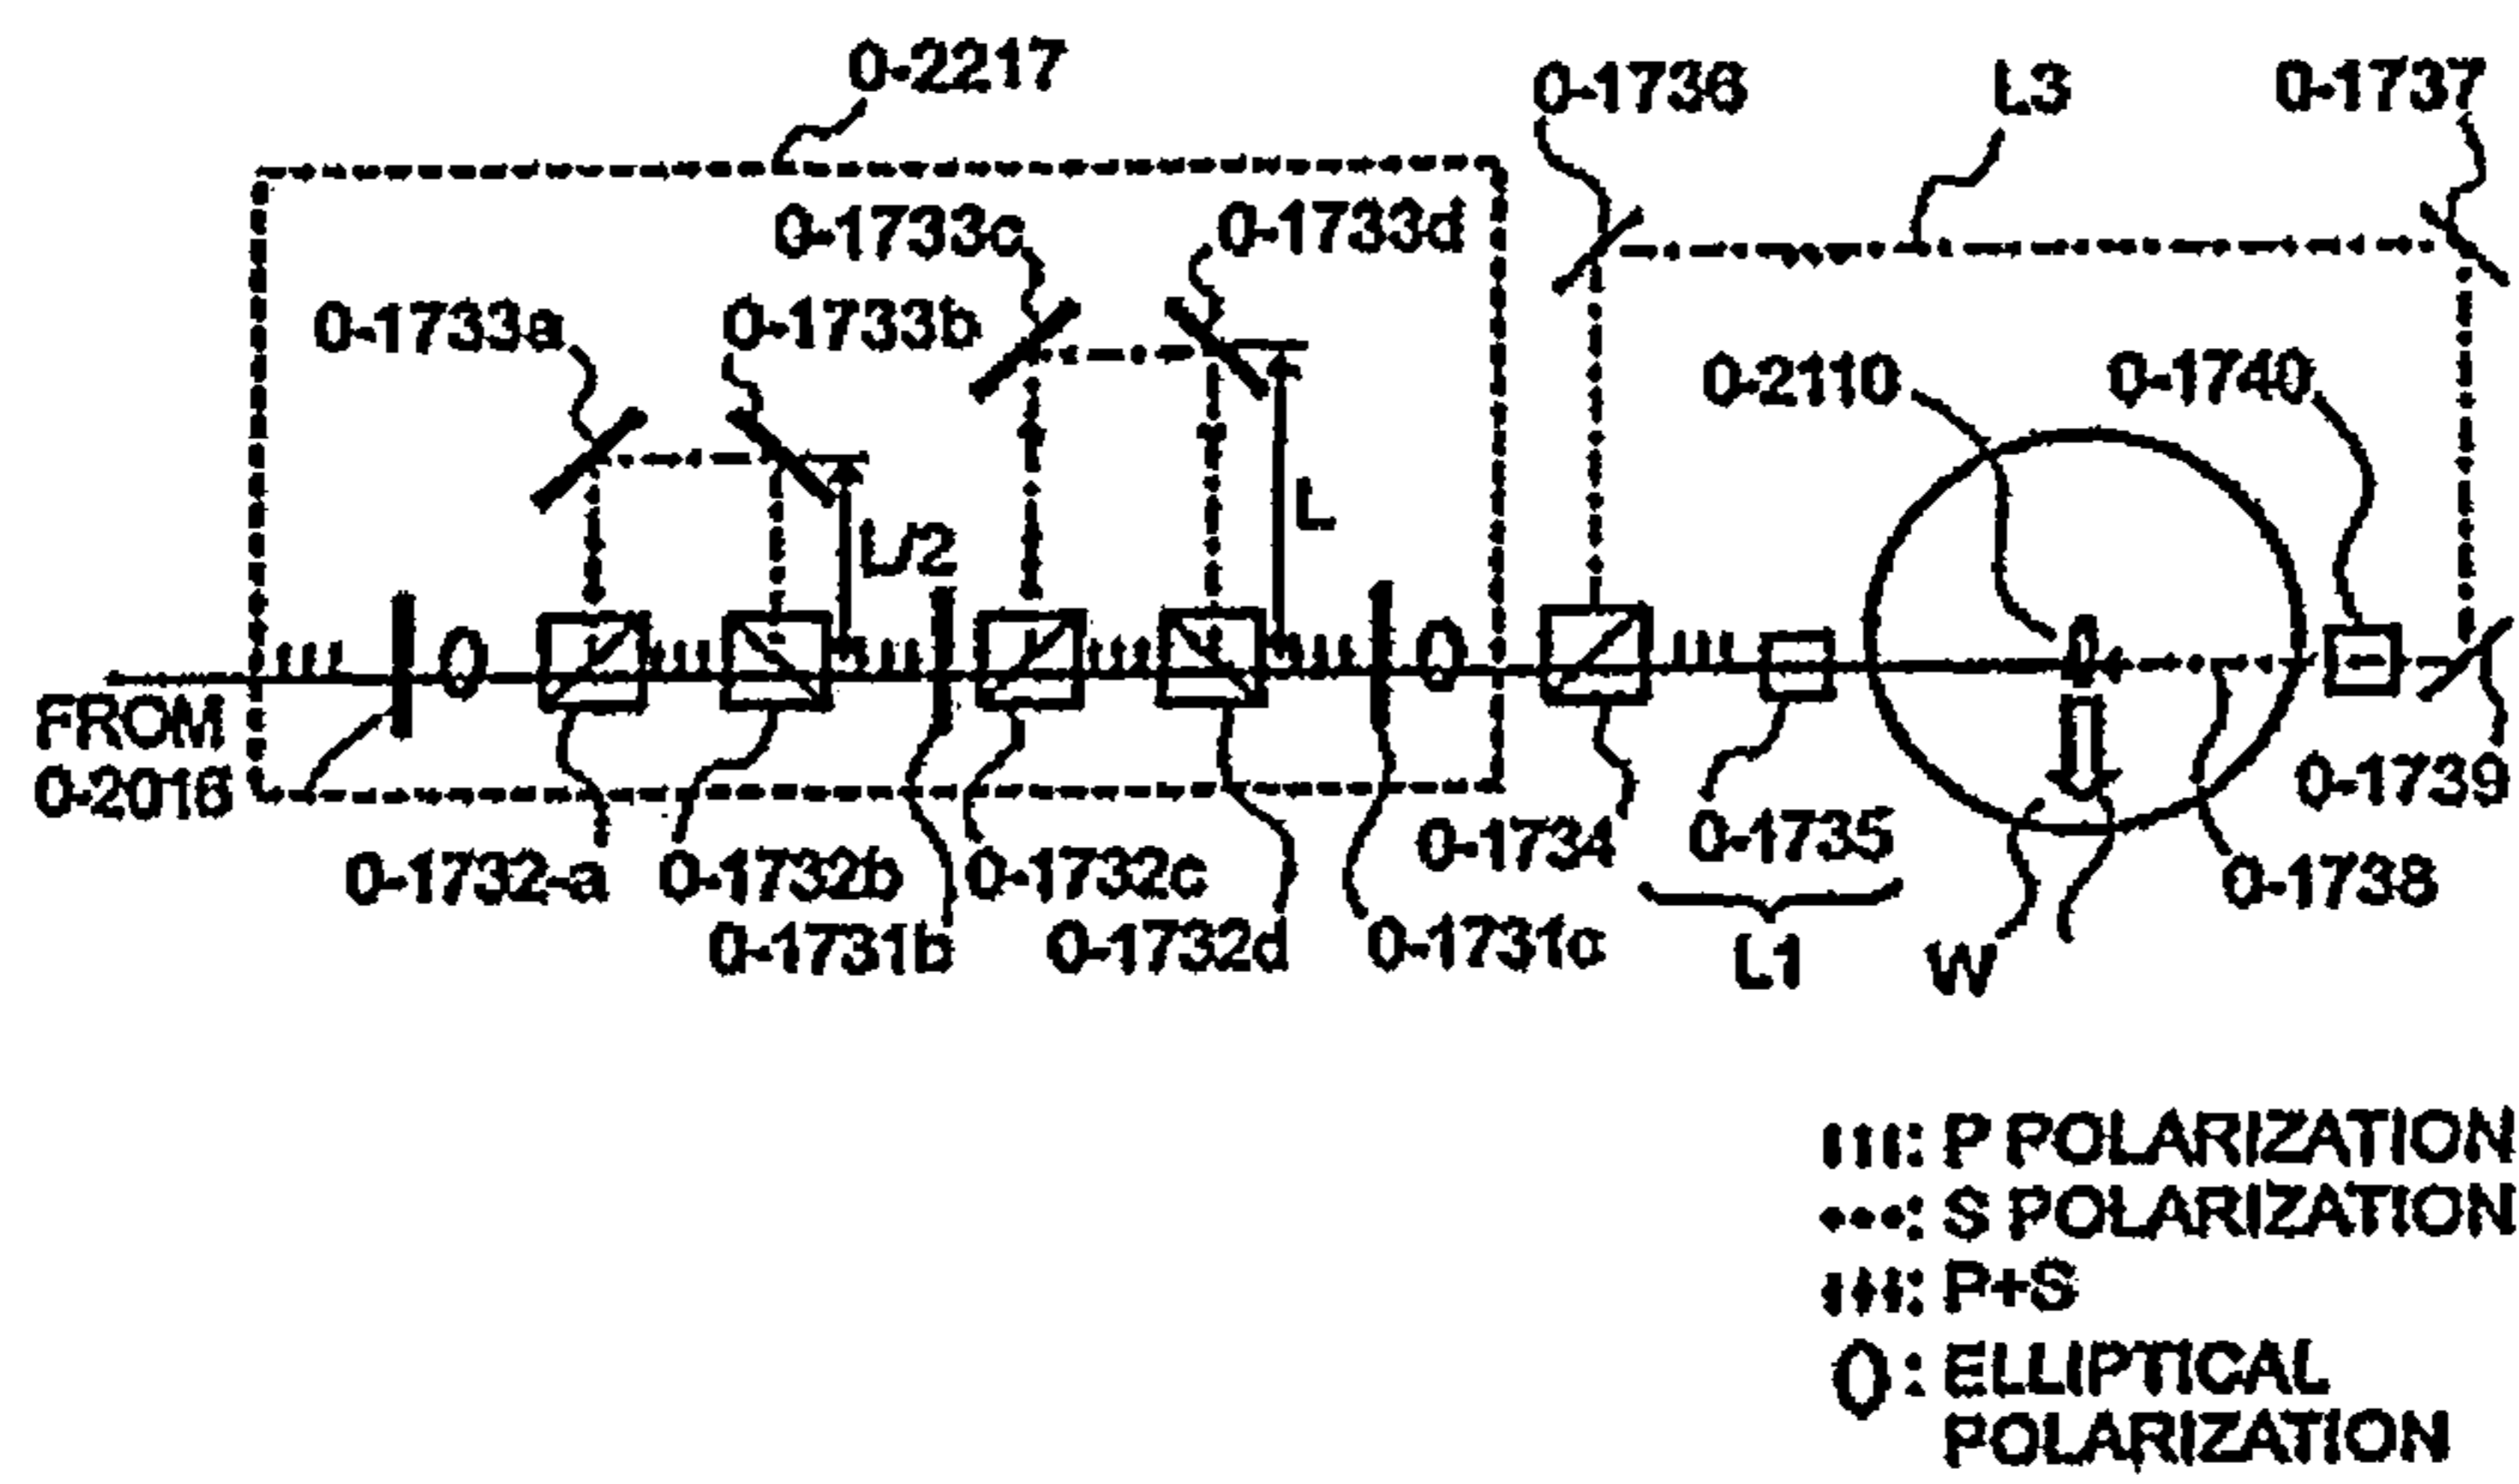 0-2217
0-1736
L3
0-1737
0-1733c
0-1733d
0-1733a
0-1733b
0-2110
0-1740
L
L/2
FROM
0-2016
0-1739
0-1734
0-1735
0-1732-a
0-1732b
0-1732c
0-1738
0-1731b
0-1732d
0-1731c
L1
W
: P POLARIZATION
: S POLARIZATION
: P+S
: ELLIPTICAL
POLARIZATION